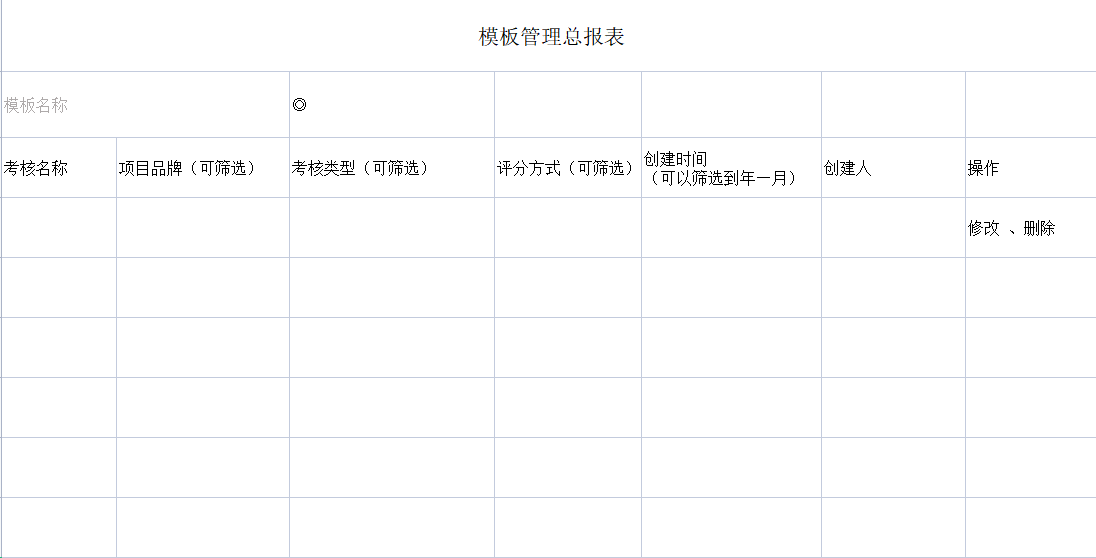 模板管理总报表
模板名称 ◎
考核名称 项目品牌（可筛选） 考核类型（可筛选） 评分方式（可筛选） 创建时间 创建人 操作
（可以筛选到年一月）
修改 、删除